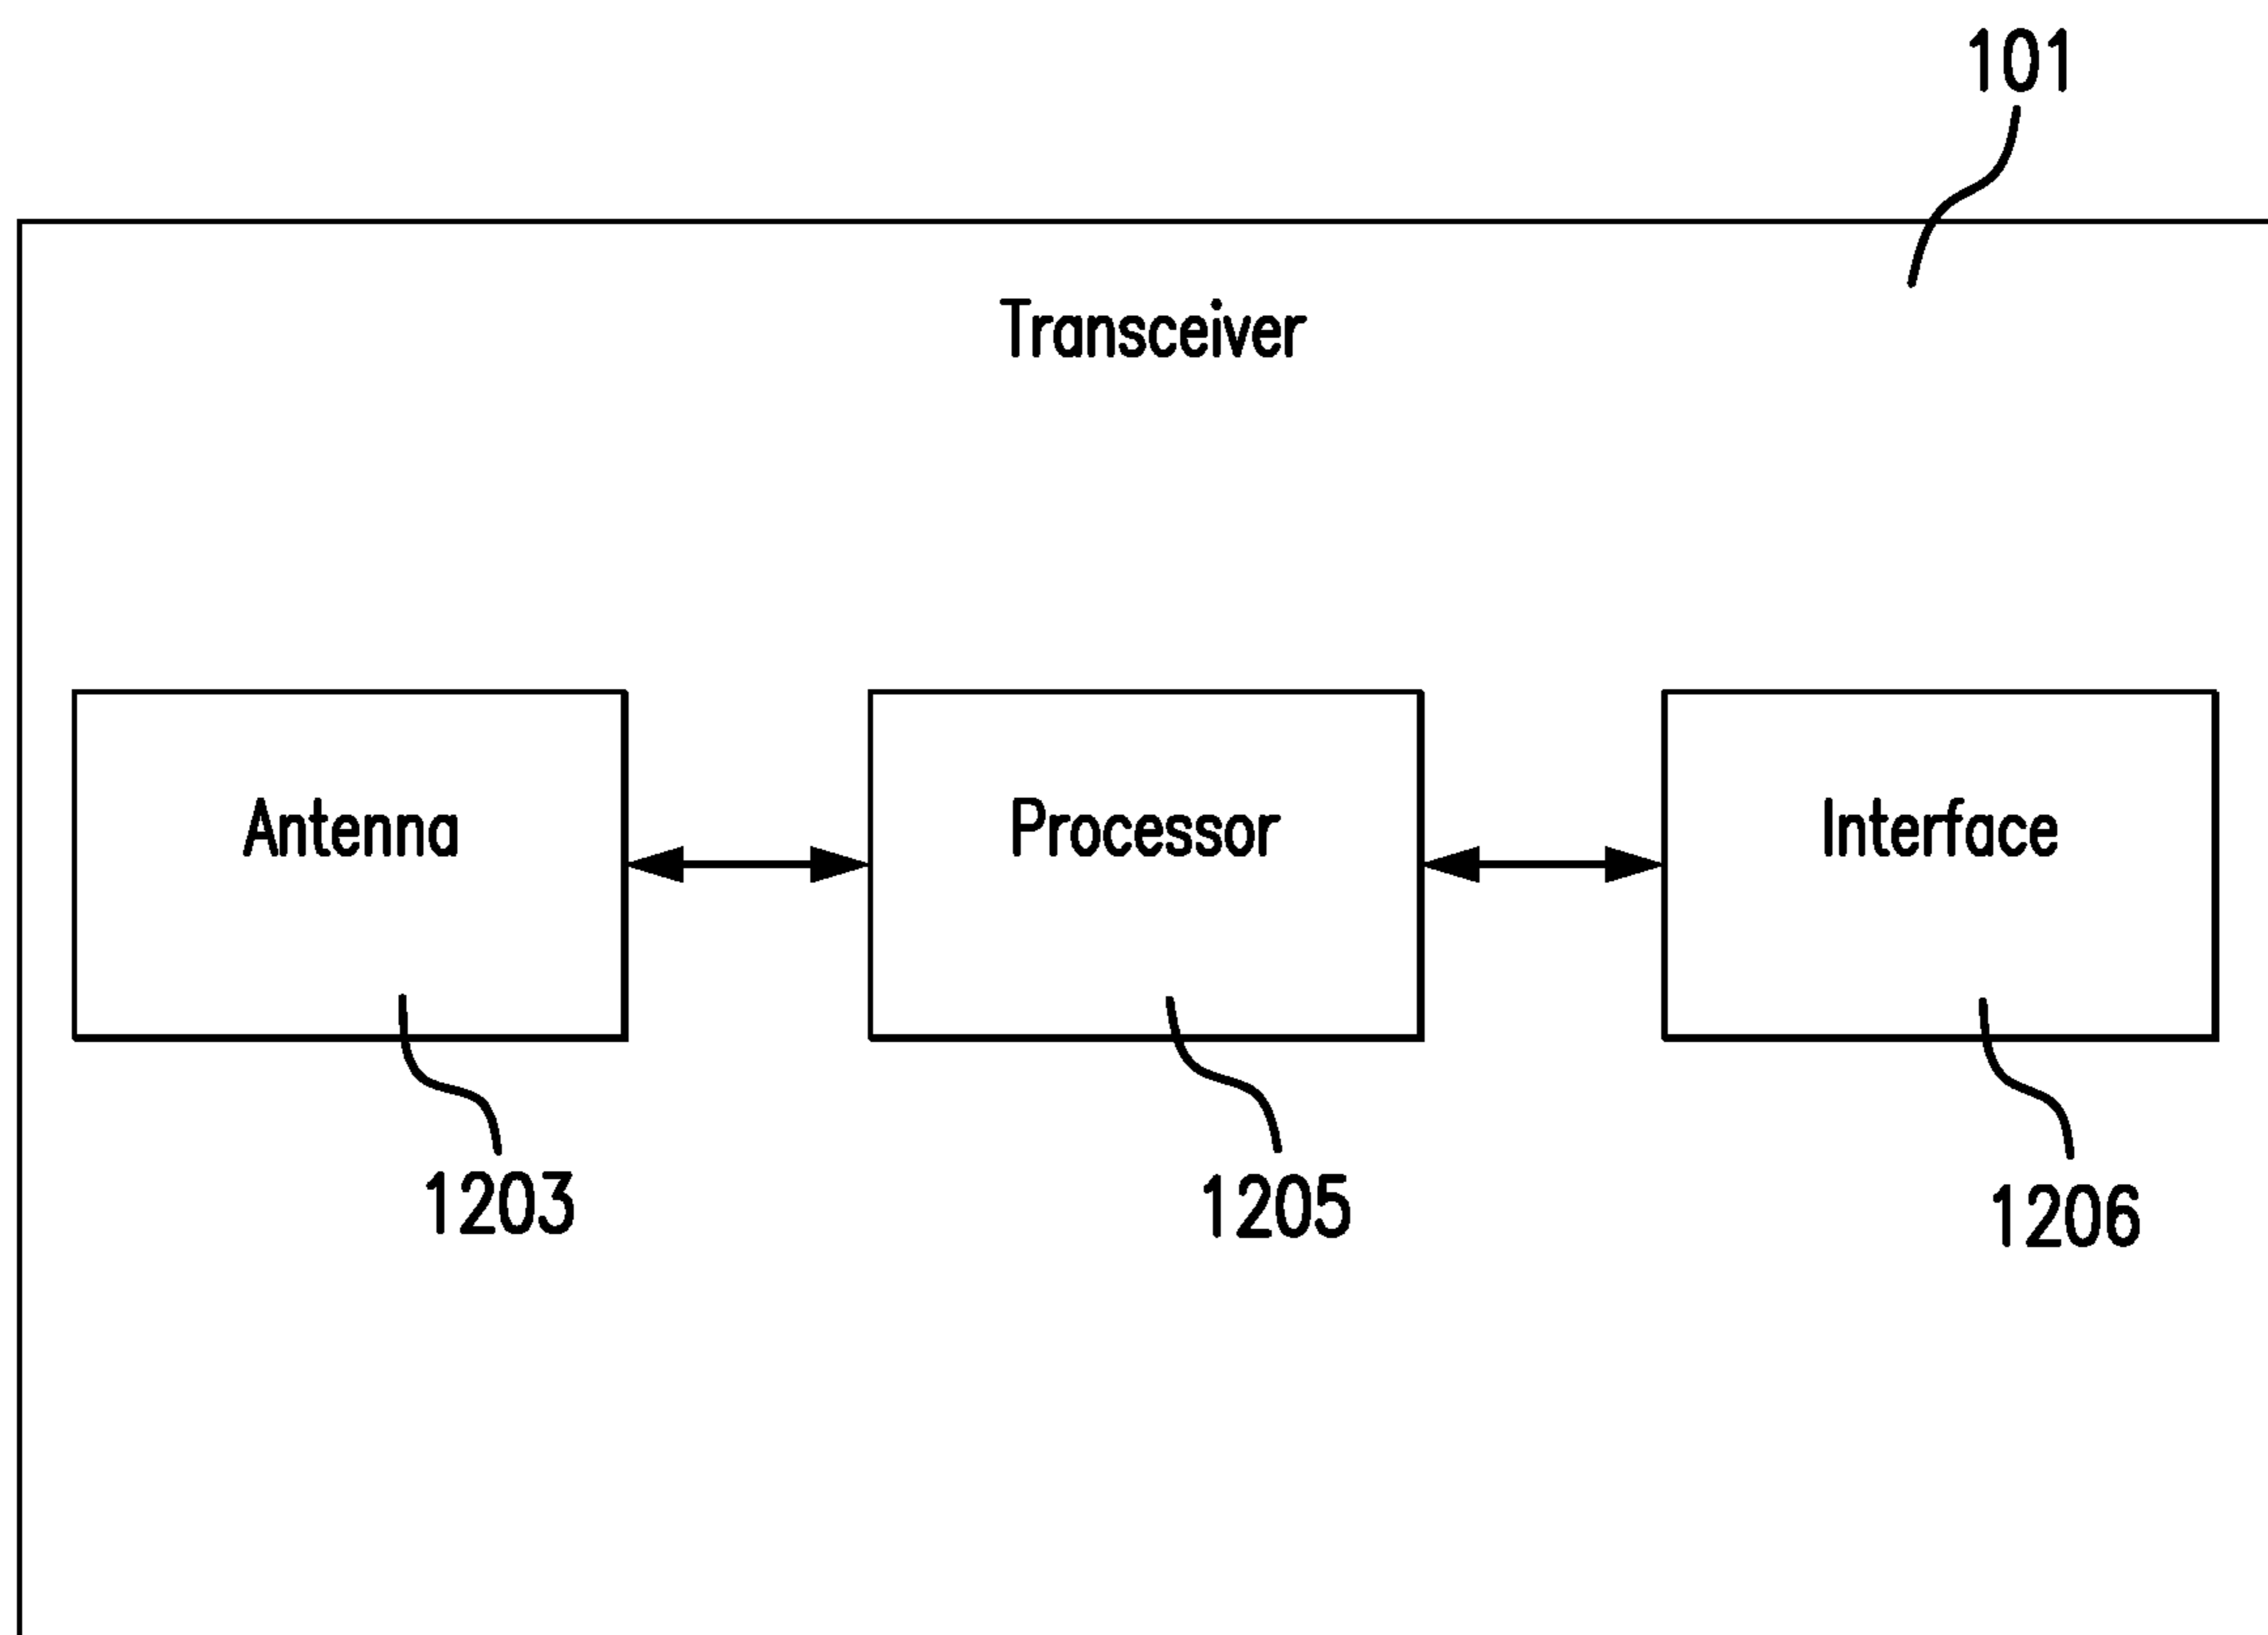 101
Transceiver
Antenna
Processor
Interface
1203
1205
1206